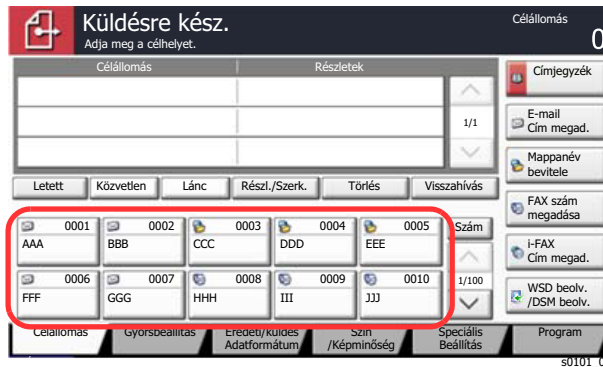 Küldésre kész.
Adja meg a célhelyet.
Célállomás
0
Célállomás Részletek
1/1
Címjegyzék
E-mail
Cím megad.
Mappanév
bevitele
FAX szám
megadása
i-FAX
Cím megad.
WSD beolv.
/DSM beolv.
Letett Közvetlen Lánc Részl./Szerk. Törlés Visszahívás
0001 0002 0003 0004 0005 Szám
AAA BBB CCC DDD EEE
0006 0007 0008 0009 0010 1/100
FFF GGG HHH III JJJ
Célállomás Gyorsbeállítás Eredeti/küldés Szín Speciális Program
Adatformátum /Képminőség Beállítás
s0101_0